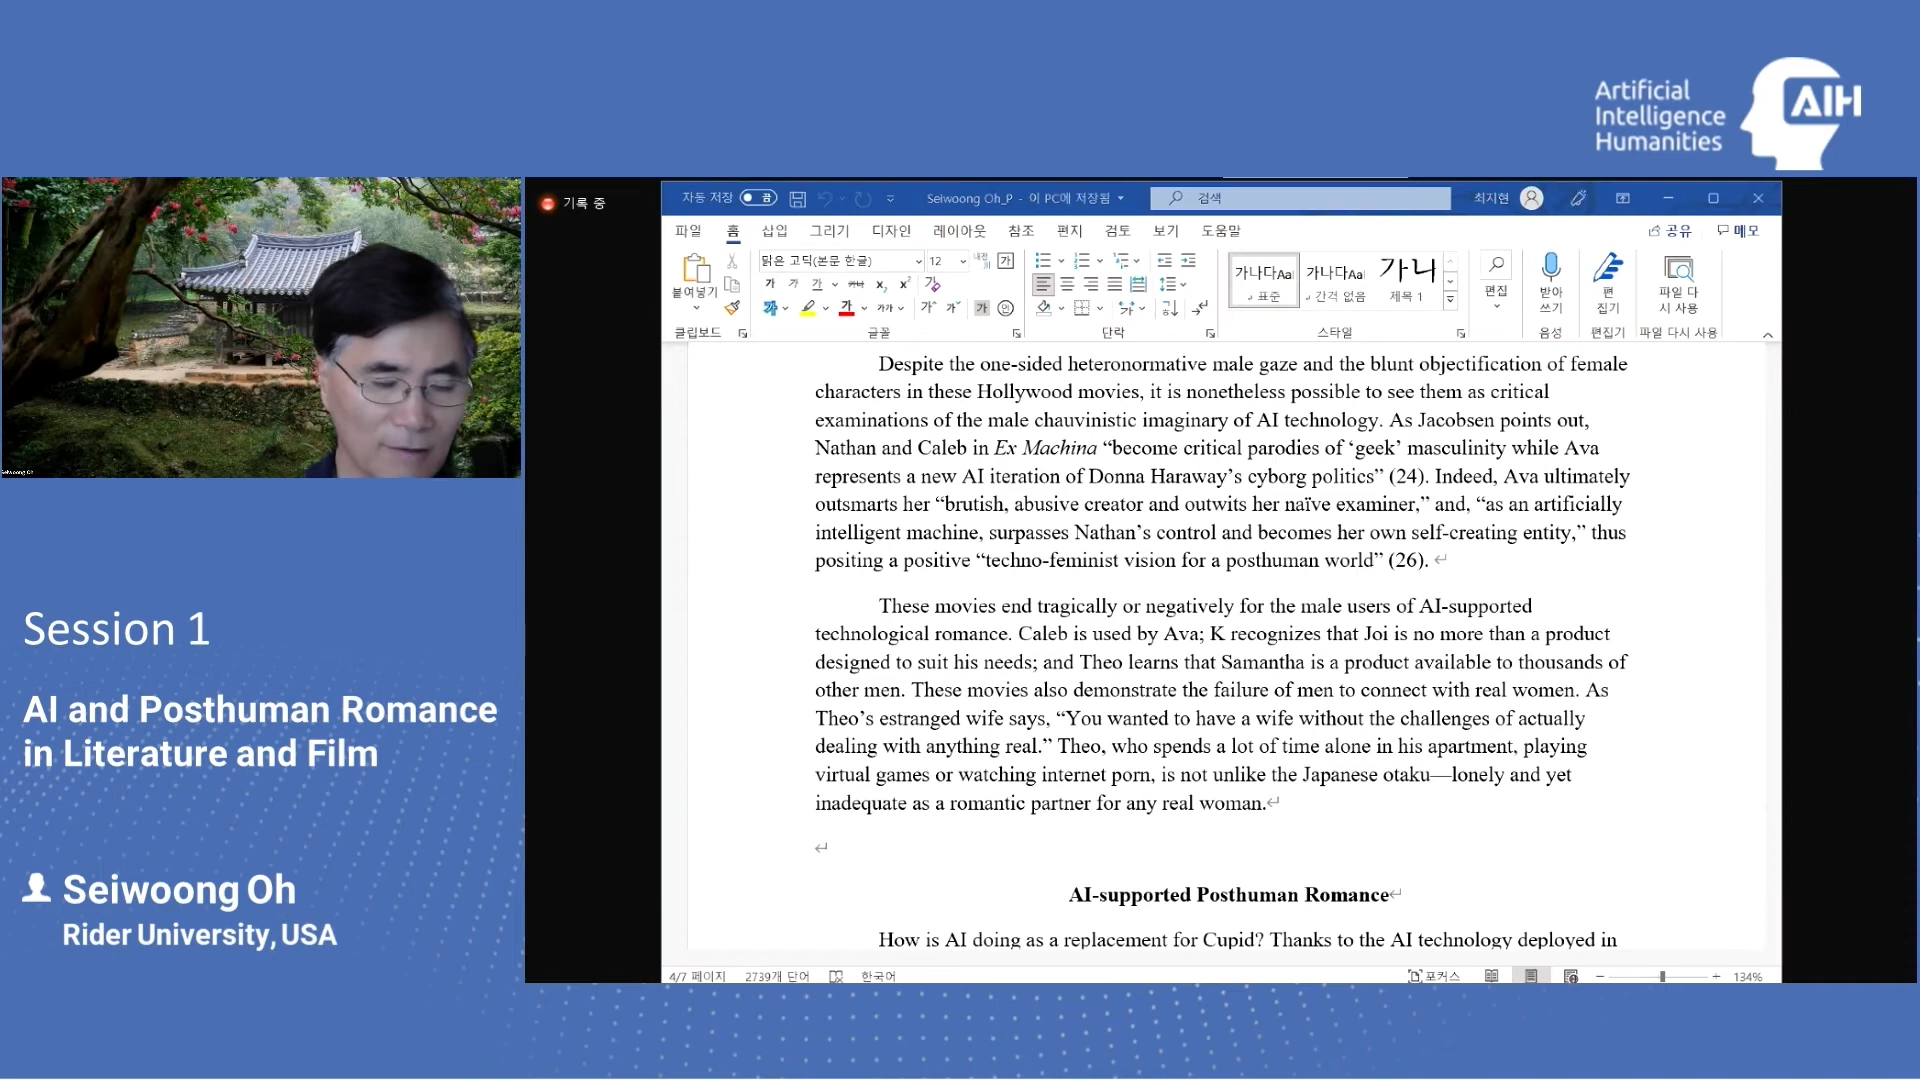 Artificial
Intelligence
Humanities
AIH
Seiwoong Oh
기록 중
자동 저장 끔
Seiwoong Oh_P - 이 PC에 저장됨
검색
최지현
파일 홈 삽입 그리기 디자인 레이아웃 참조 편지 검토 보기 도움말
공유 메모
붙여넣기
맑은 고딕(본문 한글) 12
가나다AaI 가나다AaI 가나
표준 간격 없음 제목 1
편집
받아
쓰기
편
집기
파일 다
시 사용
클립보드 글꼴 단락 스타일 음성 편집기 파일 다시 사용
Despite the one-sided heteronormative male gaze and the blunt objectification of female
characters in these Hollywood movies, it is nonetheless possible to see them as critical
examinations of the male chauvinistic imaginary of AI technology. As Jacobsen points out,
Nathan and Caleb in Ex Machina “become critical parodies of ‘geek’ masculinity while Ava
represents a new AI iteration of Donna Haraway’s cyborg politics” (24). Indeed, Ava ultimately
outsmarts her “brutish, abusive creator and outwits her naïve examiner,” and, “as an artificially
intelligent machine, surpasses Nathan’s control and becomes her own self-creating entity,” thus
positing a positive “techno-feminist vision for a posthuman world” (26).
These movies end tragically or negatively for the male users of AI-supported
technological romance. Caleb is used by Ava; K recognizes that Joi is no more than a product
designed to suit his needs; and Theo learns that Samantha is a product available to thousands of
other men. These movies also demonstrate the failure of men to connect with real women. As
Theo’s estranged wife says, “You wanted to have a wife without the challenges of actually
dealing with anything real.” Theo, who spends a lot of time alone in his apartment, playing
virtual games or watching internet porn, is not unlike the Japanese otaku—lonely and yet
inadequate as a romantic partner for any real woman.
AI-supported Posthuman Romance
How is AI doing as a replacement for Cupid? Thanks to the AI technology deployed in
4/7 페이지 2739개 단어 한국어
포커스 134%
Session 1
AI and Posthuman Romance
in Literature and Film
Seiwoong Oh
Rider University, USA